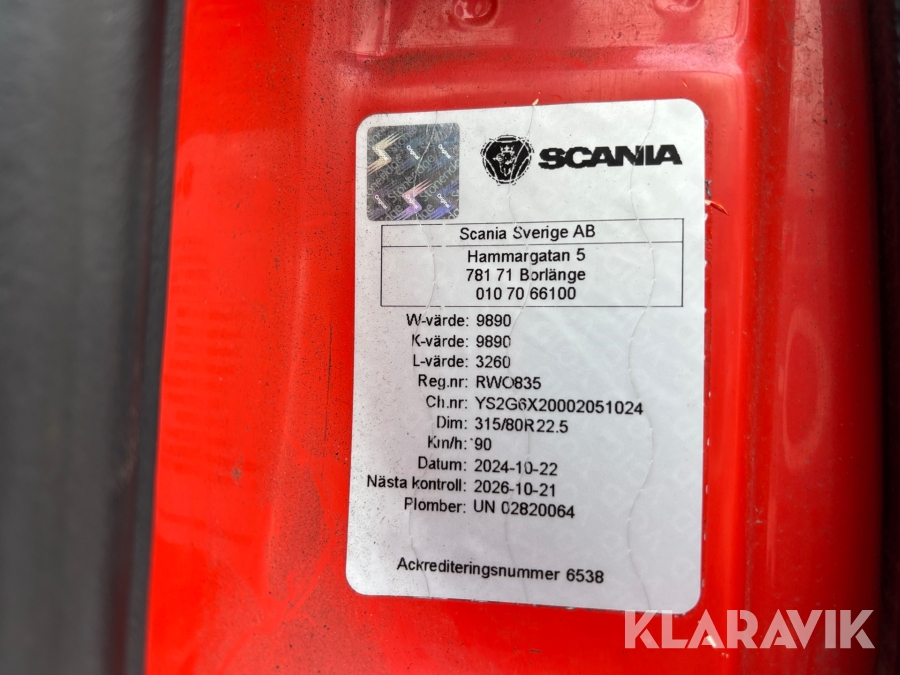 SCANIA
Scania Sverige AB
Hammargatan 5
781 71 Borlänge
010 70 66100
W-värde: 9890
K-värde: 9890
L-värde: 3260
Reg.nr: RWO835
Ch.nr: YS2G6X20002051024
Dim: 315/80R22.5
Km/h: 90
Datum: 2024-10-22
Nästa kontroll: 2026-10-21
Plomber: UN 02820064
Ackrediteringsnummer 6538
KLARAVIK